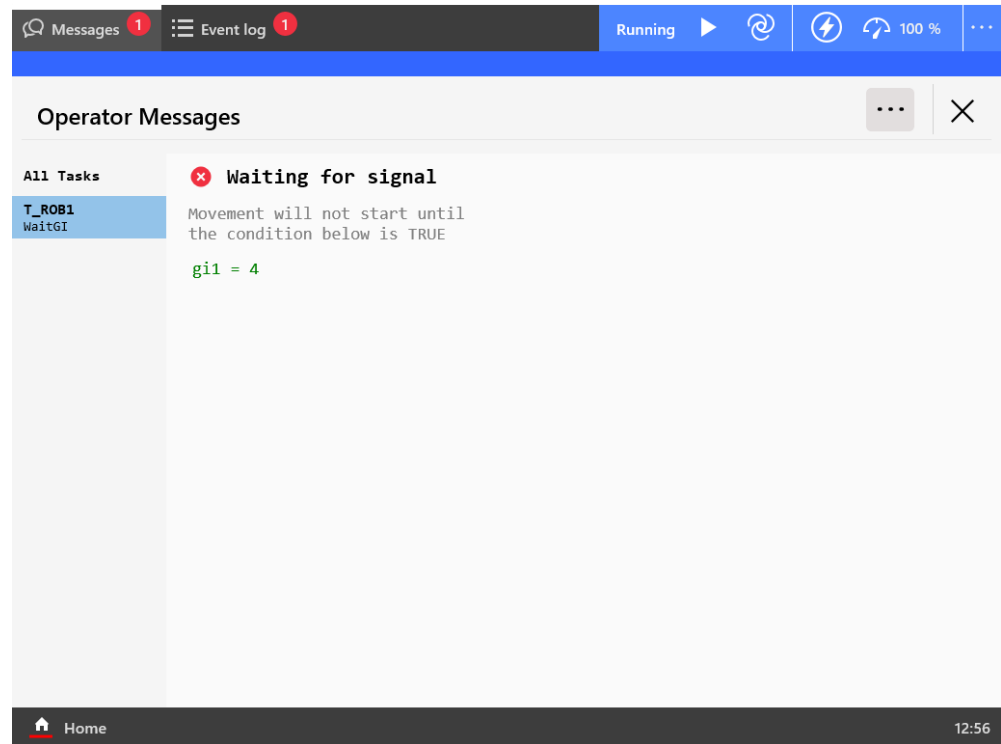 Messages 1 Event log 1 Running 100 % ...
Operator Messages ...
All Tasks
T_ROB1
WaitGI
Waiting for signal
Movement will not start until
the condition below is TRUE
gi1 = 4
Home 12:56